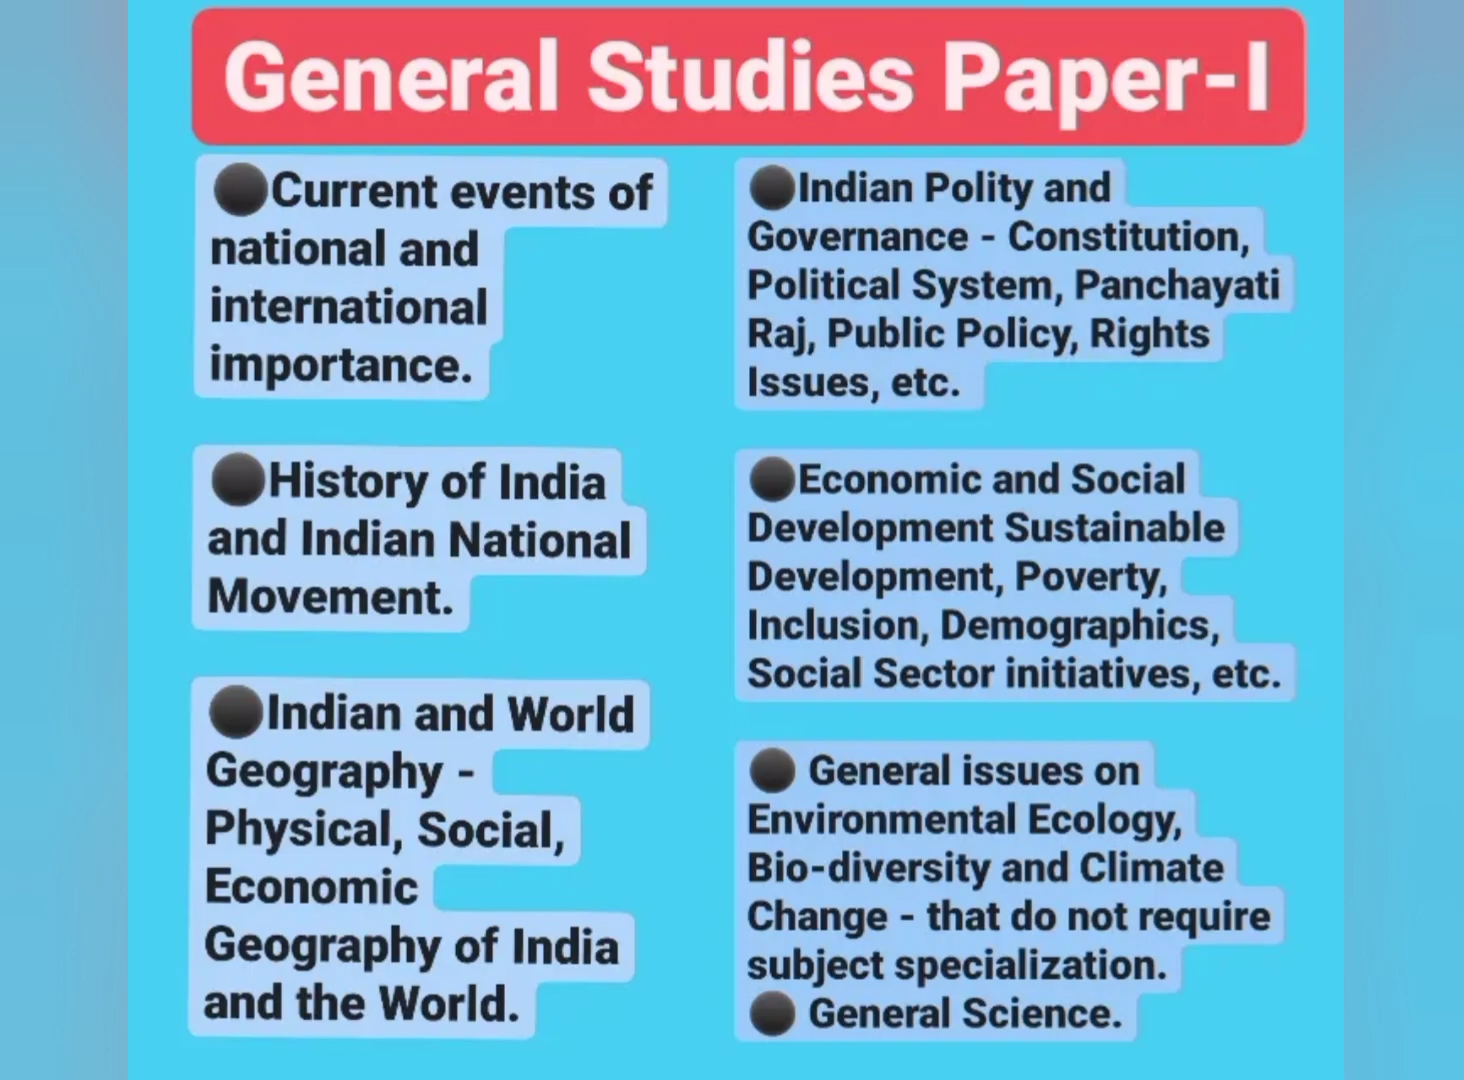 General Studies Paper-I
⚫Current events of
national and
international
importance.
⚫History of India
and Indian National
Movement.
⚫Indian and World
Geography -
Physical, Social,
Economic
Geography of India
and the World.
⚫Indian Polity and
Governance - Constitution,
Political System, Panchayati
Raj, Public Policy, Rights
Issues, etc.
⚫Economic and Social
Development Sustainable
Development, Poverty,
Inclusion, Demographics,
Social Sector initiatives, etc.
⚫ General issues on
Environmental Ecology,
Bio-diversity and Climate
Change - that do not require
subject specialization.
⚫ General Science.